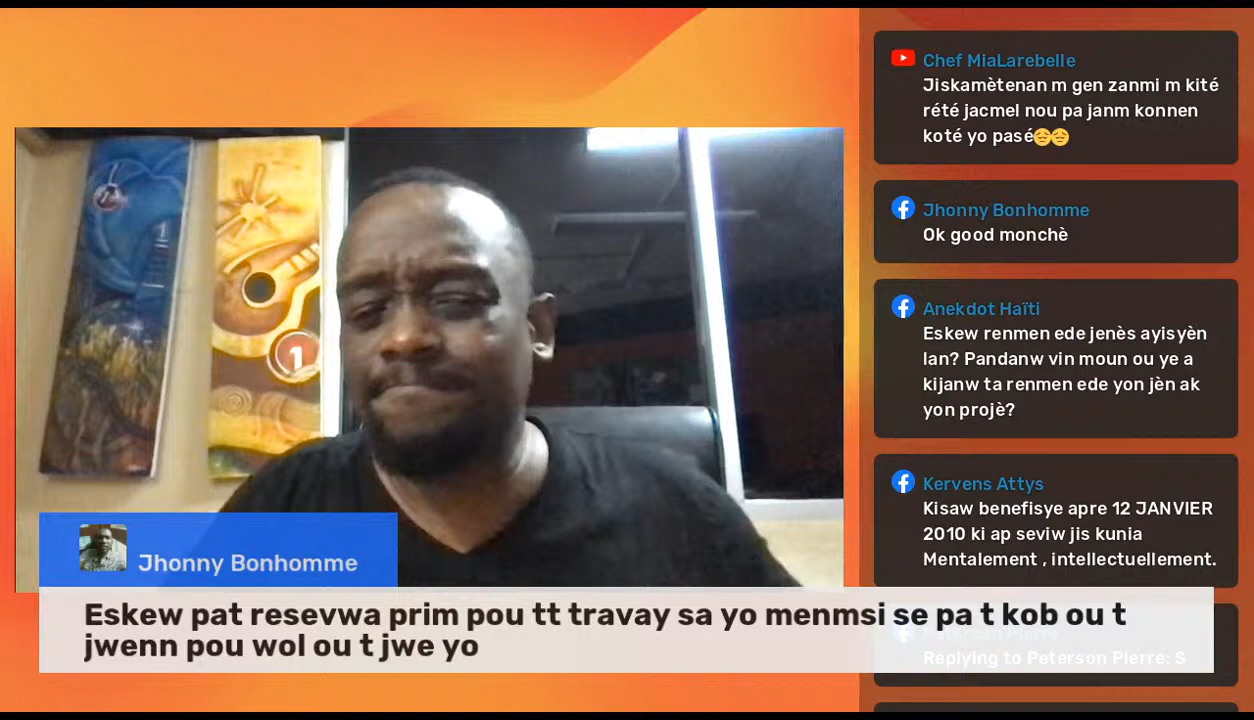 Chef MiaLarebelle
Jiskamètenan m gen zanmi m kité
rété jacmel nou pa janm konnen
koté yo pasé😔😔
Jhonny Bonhomme
Ok good monchè
Anekdot Haïti
Eskew renmen ede jenès ayisyèn
lan? Pandanw vin moun ou ye a
kijanw ta renmen ede yon jèn ak
yon projè?
Kervens Attys
Kisaw benefisye apre 12 JANVIER
2010 ki ap seviw jis kunia
Mentalement , intellectuellement.
Replying to Peterson Pierre: S
1
Jhonny Bonhomme
Eskew pat resevwa prim pou tt travay sa yo menmsi se pa t kob ou t
jwenn pou wol ou t jwe yo